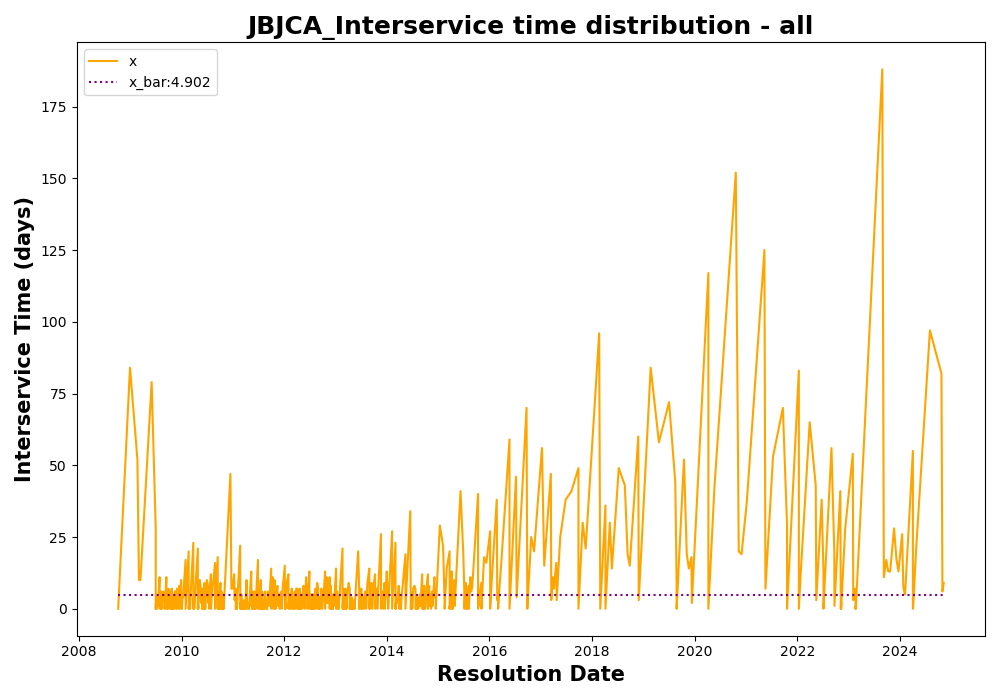 JBJCA_Interservice time distribution - all
x
x_bar:4.902
Interservice Time (days)
175
150
125
100
75
50
25
0
2008 2010 2012 2014 2016 2018 2020 2022 2024
Resolution Date